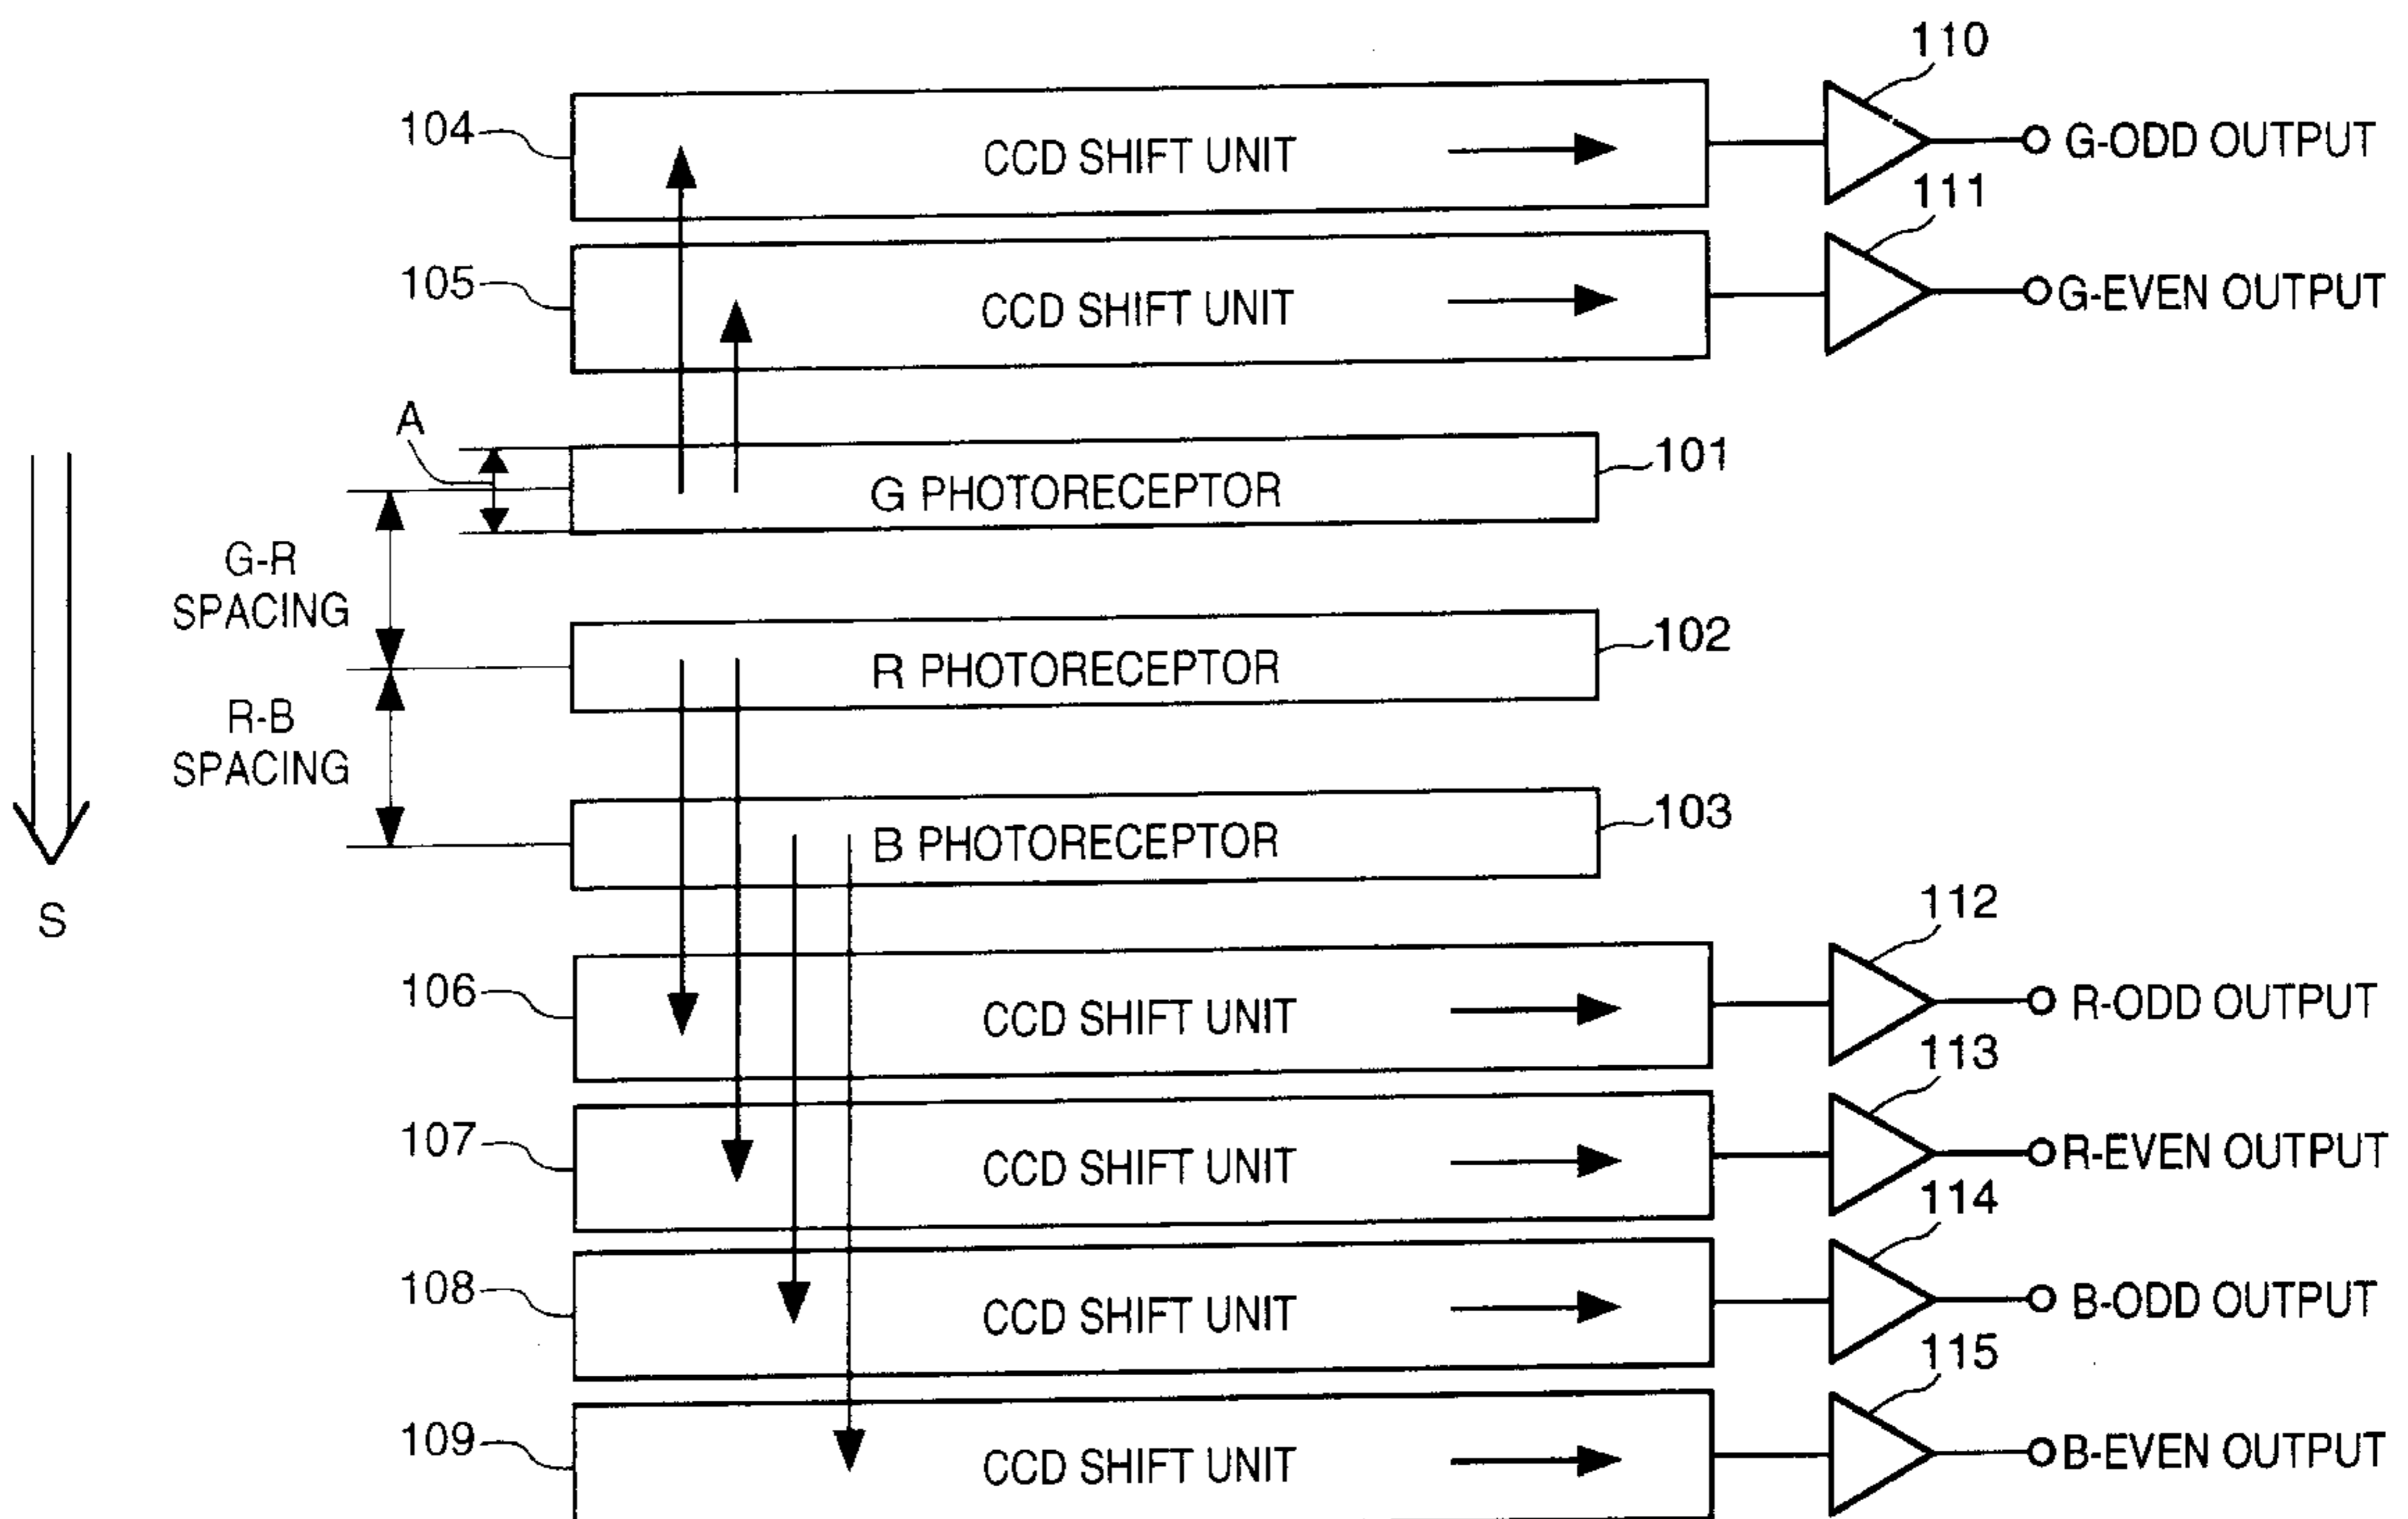 110
104
CCD SHIFT UNIT
G-ODD OUTPUT
111
105
CCD SHIFT UNIT
G-EVEN OUTPUT
A
101
G PHOTORECEPTOR
G-R
SPACING
102
R PHOTORECEPTOR
R-B
SPACING
103
B PHOTORECEPTOR
S
112
106
CCD SHIFT UNIT
R-ODD OUTPUT
113
107
CCD SHIFT UNIT
R-EVEN OUTPUT
114
108
CCD SHIFT UNIT
B-ODD OUTPUT
115
109
CCD SHIFT UNIT
B-EVEN OUTPUT